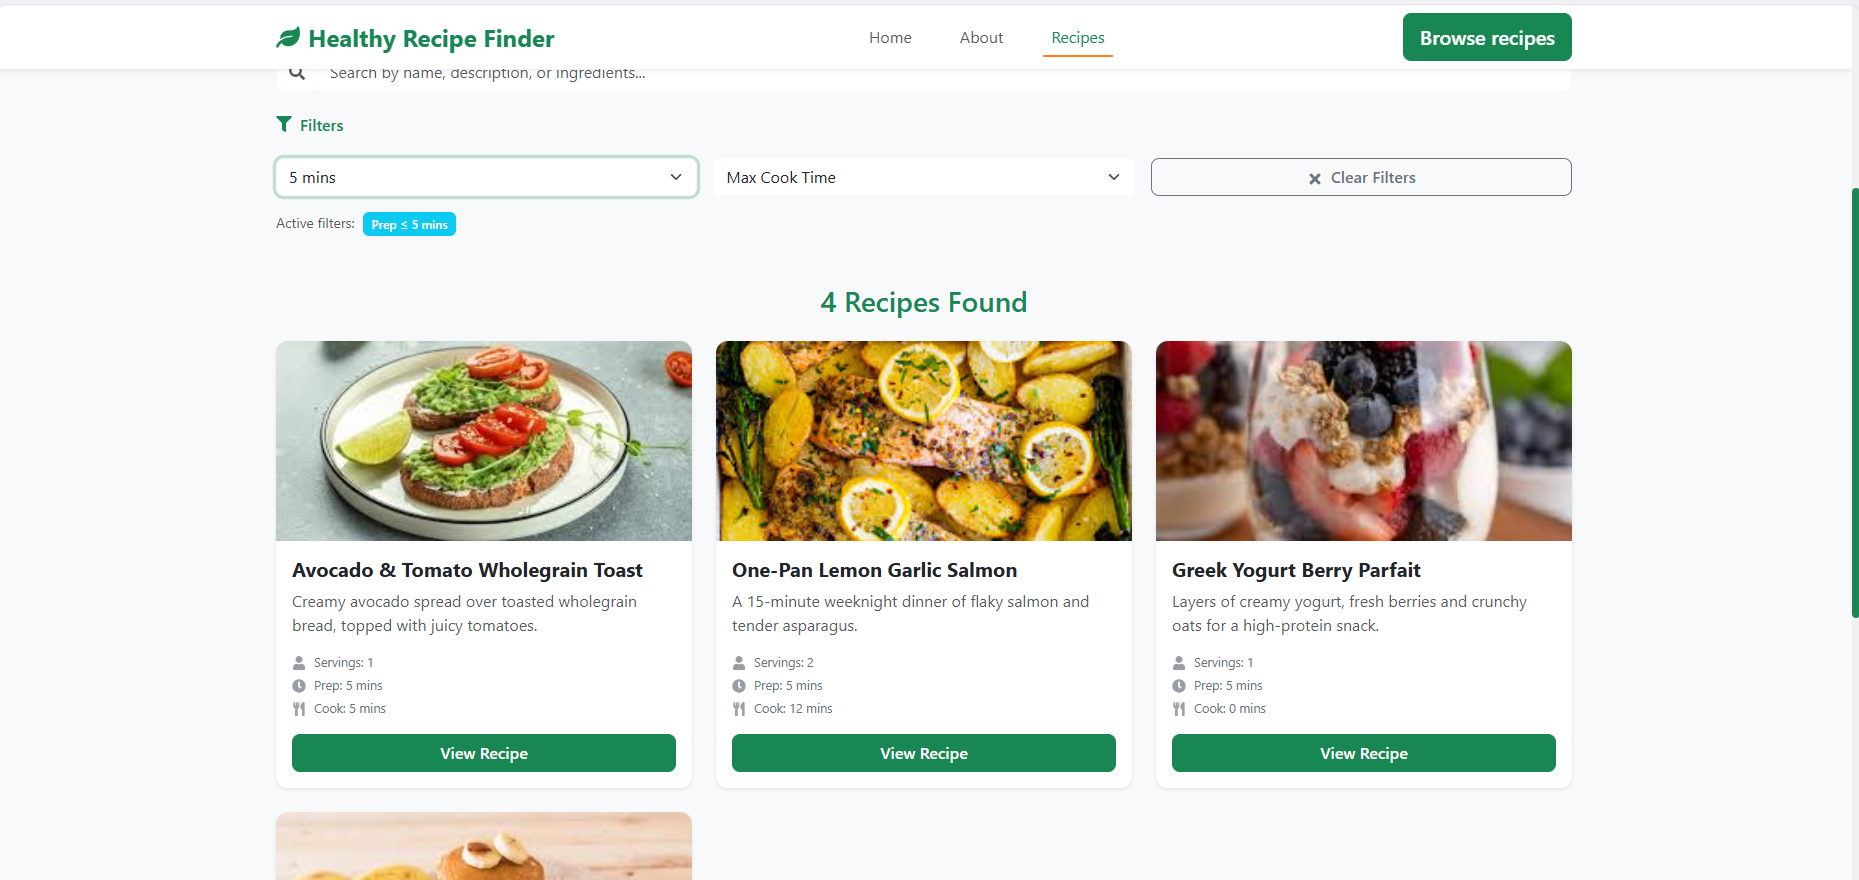 Healthy Recipe Finder
Home
About
Recipes
Browse recipes
Search by name, description, or ingredients...
Filters
5 mins
Max Cook Time
Clear Filters
Active filters: Prep ≤ 5 mins
4 Recipes Found
Avocado & Tomato Wholegrain Toast
Creamy avocado spread over toasted wholegrain
bread, topped with juicy tomatoes.
Servings: 1
Prep: 5 mins
Cook: 5 mins
View Recipe
One-Pan Lemon Garlic Salmon
A 15-minute weeknight dinner of flaky salmon and
tender asparagus.
Servings: 2
Prep: 5 mins
Cook: 12 mins
View Recipe
Greek Yogurt Berry Parfait
Layers of creamy yogurt, fresh berries and crunchy
oats for a high-protein snack.
Servings: 1
Prep: 5 mins
Cook: 0 mins
View Recipe